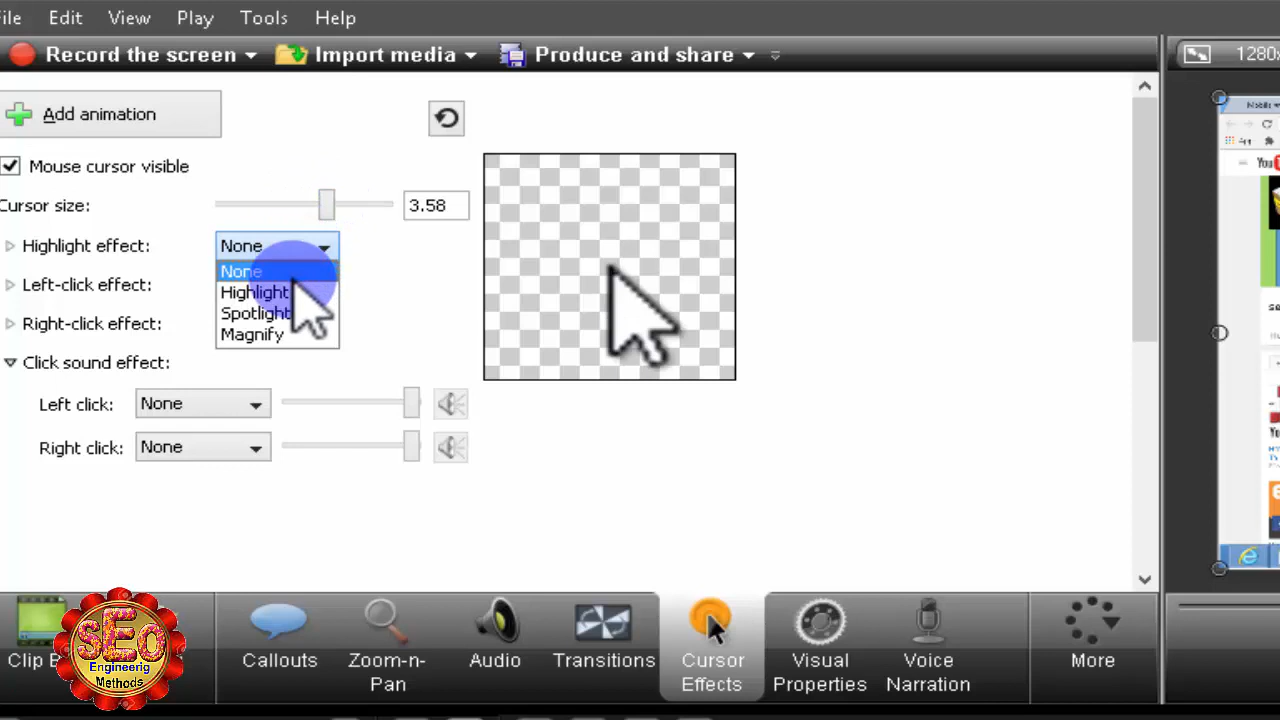 File Edit View Play Tools Help
Record the screen Import media Produce and share 1280x
Add animation
Mouse cursor visible
Cursor size: 3.58
Highlight effect: None
None
Left-click effect:
Highlight
Spotlight
Right-click effect:
Magnify
Click sound effect:
Left click: None
Right click: None
Callouts Zoom-n-Pan Audio Transitions Cursor Effects Visual Properties Voice Narration More
SEO
Engineerig
Methods
Clip B